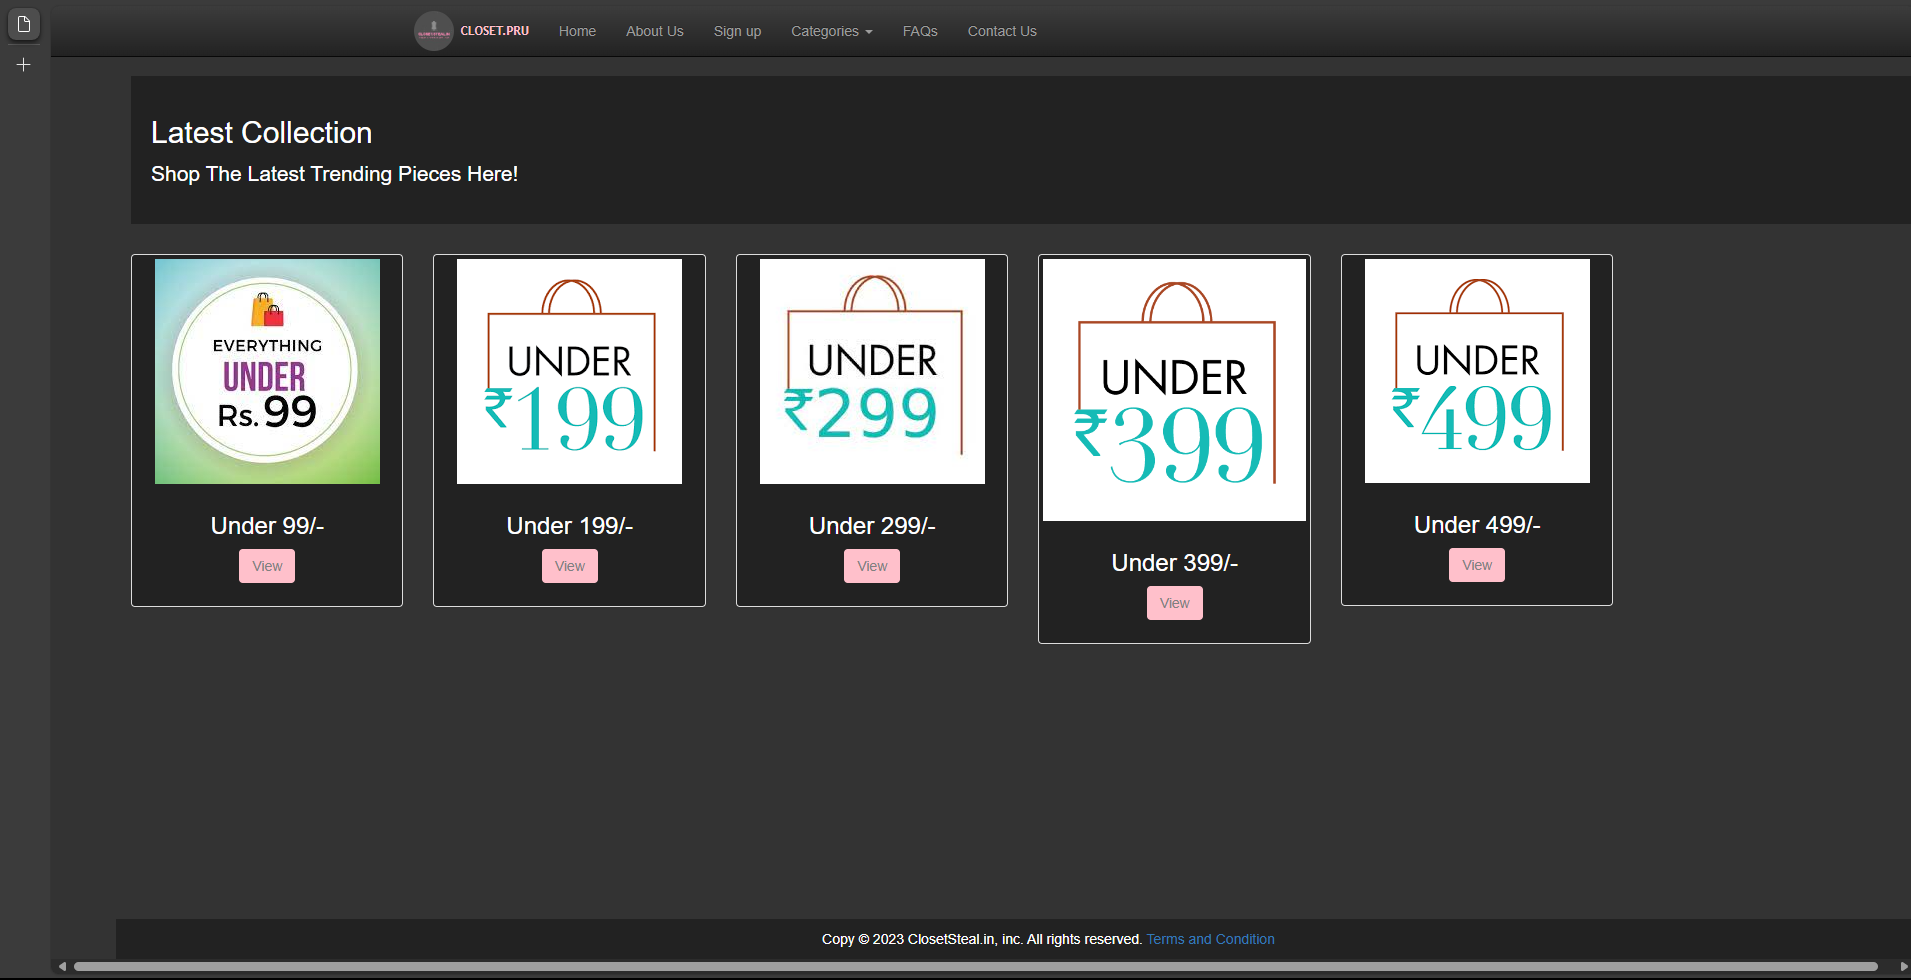 CLOSET.PRU
Home
About Us
Sign up
Categories
FAQs
Contact Us
Latest Collection
Shop The Latest Trending Pieces Here!
EVERYTHING
UNDER
Rs. 99
Under 99/-
View
UNDER
₹199
Under 199/-
View
UNDER
₹299
Under 299/-
View
UNDER
₹399
Under 399/-
View
UNDER
₹499
Under 499/-
View
Copy © 2023 ClosetSteal.in, inc. All rights reserved. Terms and Condition